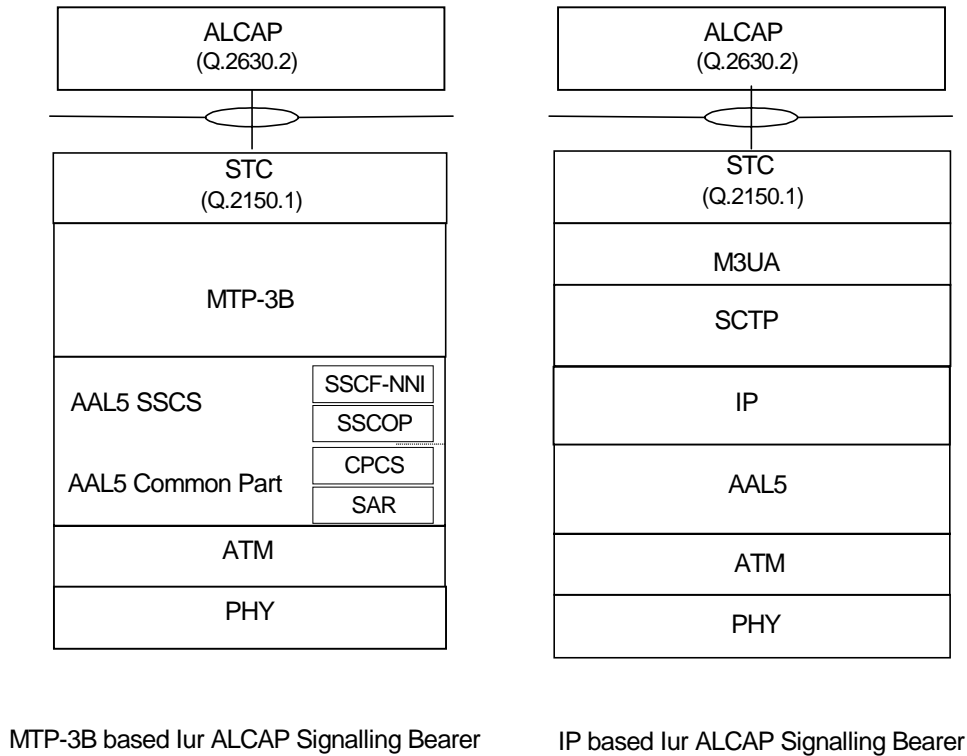 ALCAP
(Q.2630.2)
STC
(Q.2150.1)
MTP-3B
AAL5 SSCS
SSCF-NNI
SSCOP
AAL5 Common Part
CPCS
SAR
ATM
PHY
MTP-3B based Iur ALCAP Signalling Bearer
ALCAP
(Q.2630.2)
STC
(Q.2150.1)
M3UA
SCTP
IP
AAL5
ATM
PHY
IP based Iur ALCAP Signalling Bearer